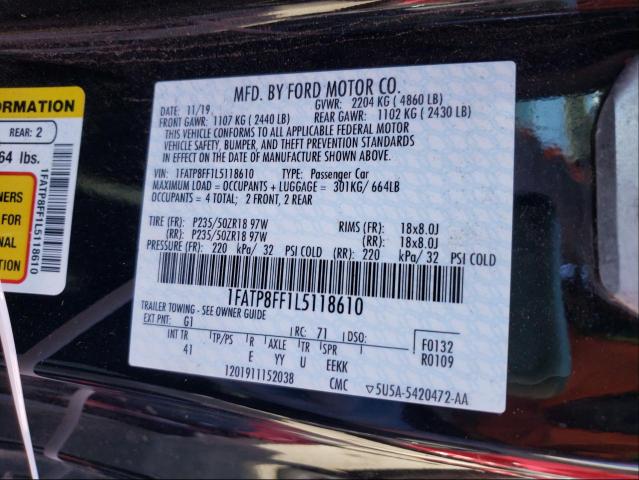 ORMATION
REAR: 2
64 lbs.
NERS
FOR
NAL
ION
1FATP8FF1L5118610
MFD. BY FORD MOTOR CO.
11/19 GVWR: 2204 KG ( 4860 LB)
FRONT GAWR: 1107 KG ( 2440 LB) REAR GAWR: 1102 KG ( 2430 LB)
THIS VEHICLE CONFORMS TO ALL APPLICABLE FEDERAL MOTOR
VEHICLE SAFETY, BUMPER, AND THEFT PREVENTION STANDARDS
IN EFFECT ON THE DATE OF MANUFACTURE SHOWN ABOVE.
VIN: 1FATP8FF1L5118610 TYPE: Passenger Car
MAXIMUM LOAD = OCCUPANTS + LUGGAGE = 301KG/ 664LB
OCCUPANTS = 4 TOTAL; 2 FRONT, 2 REAR
TIRE (FR): P235/50ZR18 97W RIMS (FR): 18x8.0J
(RR): P235/50ZR18 97W (RR): 18x8.0J
PRESSURE (FR): 220 kPa/ 32 PSI COLD (RR): 220 kPa/ 32 PSI COLD
1FATP8FF1L5118610
TRAILER TOWING - SEE OWNER GUIDE
EXT PNT: G1 RC: 71 DSO: F0132
INT TR TP/PS R AXLE TR SPR R0109
41 E YY U EEKK
1201911152038 CMC ▽5U5A-5420472-AA